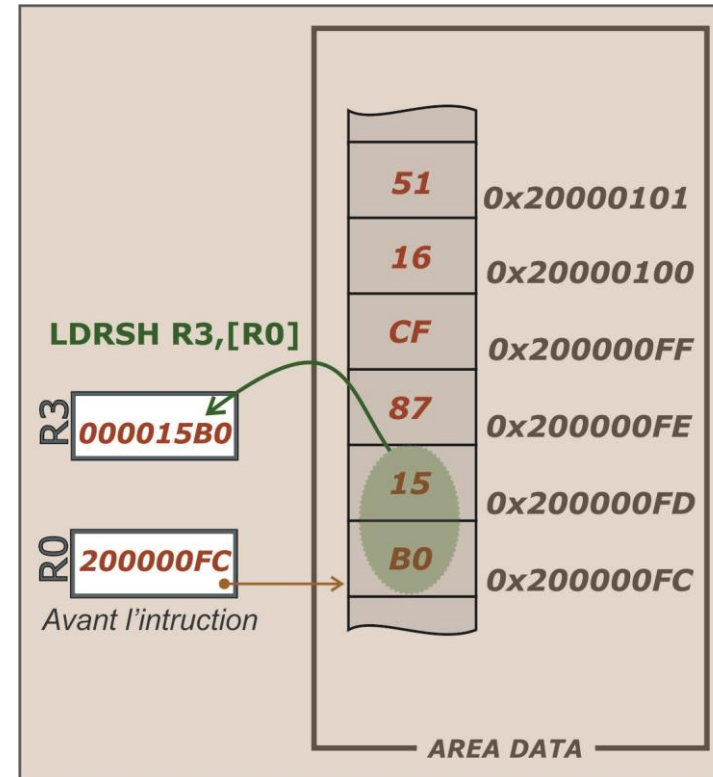 51
0x20000101
16
0x20000100
LDRSH R3,[R0]
CF
0x200000FF
R3
000015B0
87
0x200000FE
15
0x200000FD
R0
200000FC
B0
0x200000FC
Avant l'intruction
AREA DATA